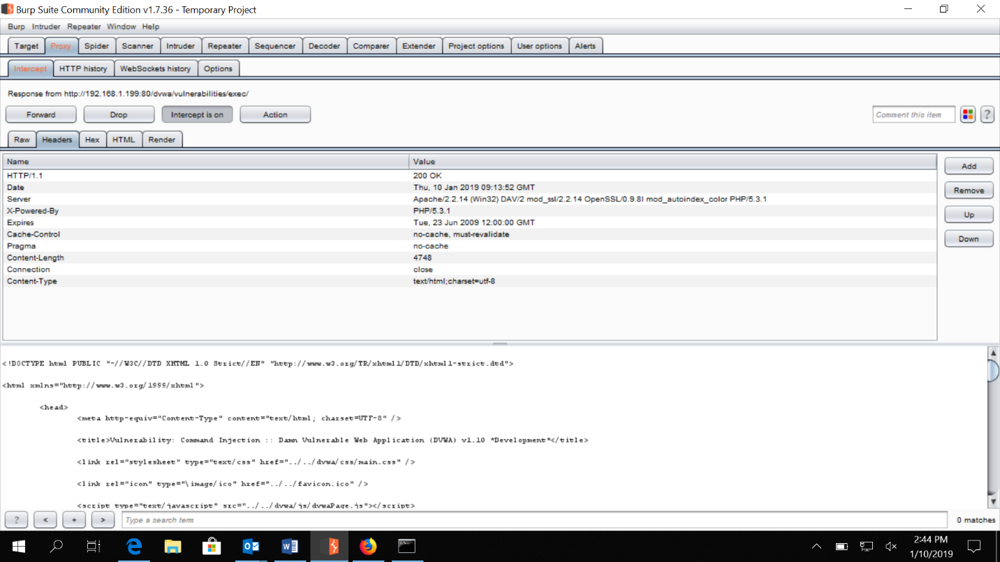 Burp Suite Community Edition v1.7.36 - Temporary Project
Burp Intruder Repeater Window Help
Target Proxy Spider Scanner Intruder Repeater Sequencer Decoder Comparer Extender Project options User options Alerts
Intercept HTTP history WebSockets history Options
Response from http://192.168.1.199:80/dvwa/vulnerabilities/exec/
Forward Drop Intercept is on Action Comment this item ?
Raw Headers Hex HTML Render
Name Value
HTTP/1.1 200 OK
Date Thu, 10 Jan 2019 09:13:52 GMT
Server Apache/2.2.14 (Win32) DAV/2 mod_ssl/2.2.14 OpenSSL/0.9.8l mod_autoindex_color PHP/5.3.1
X-Powered-By PHP/5.3.1
Expires Tue, 23 Jun 2009 12:00:00 GMT
Cache-Control no-cache, must-revalidate
Pragma no-cache
Content-Length 4748
Connection close
Content-Type text/html;charset=utf-8
Add
Remove
Up
Down
<!DOCTYPE html PUBLIC "-//W3C//DTD XHTML 1.0 Strict//EN" "http://www.w3.org/TR/xhtml1/DTD/xhtml1-strict.dtd">
<html xmlns="http://www.w3.org/1999/xhtml">
<head>
<meta http-equiv="Content-Type" content="text/html; charset=UTF-8" />
<title>Vulnerability: Command Injection :: Damn Vulnerable Web Application (DVWA) v1.10 *Development*</title>
<link rel="stylesheet" type="text/css" href="../../dvwa/css/main.css" />
<link rel="icon" type="\image/ico" href="../../favicon.ico" />
<script type="text/javascript" src="../../dvwa/js/dvwaPage.js"></script>
? < + > Type a search term 0 matches
2:44 PM
1/10/2019